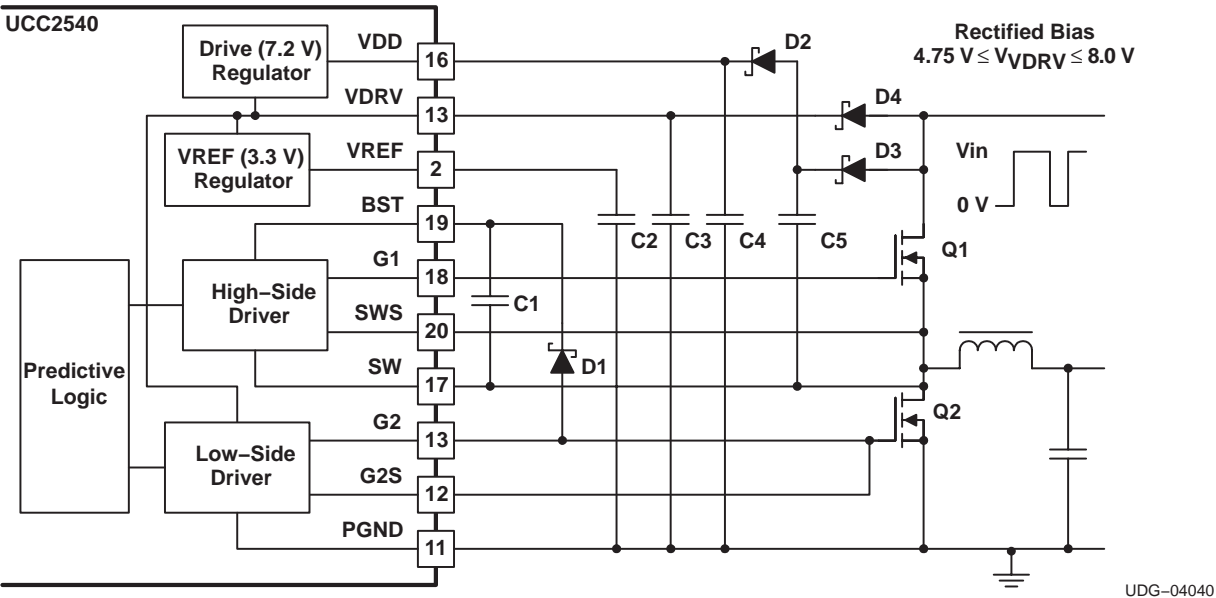 UCC2540
Drive (7.2 V)
Regulator
VDD
16
D2
Rectified Bias
4.75 V ≤ VVDRV ≤ 8.0 V
VDRV
13
D4
VREF (3.3 V)
Regulator
VREF
2
D3
Vin
0 V
BST
19
C2
C3
C4
C5
Q1
G1
18
High–Side
Driver
C1
SWS
20
Predictive
Logic
SW
17
D1
G2
13
Q2
Low–Side
Driver
G2S
12
PGND
11
UDG–04040